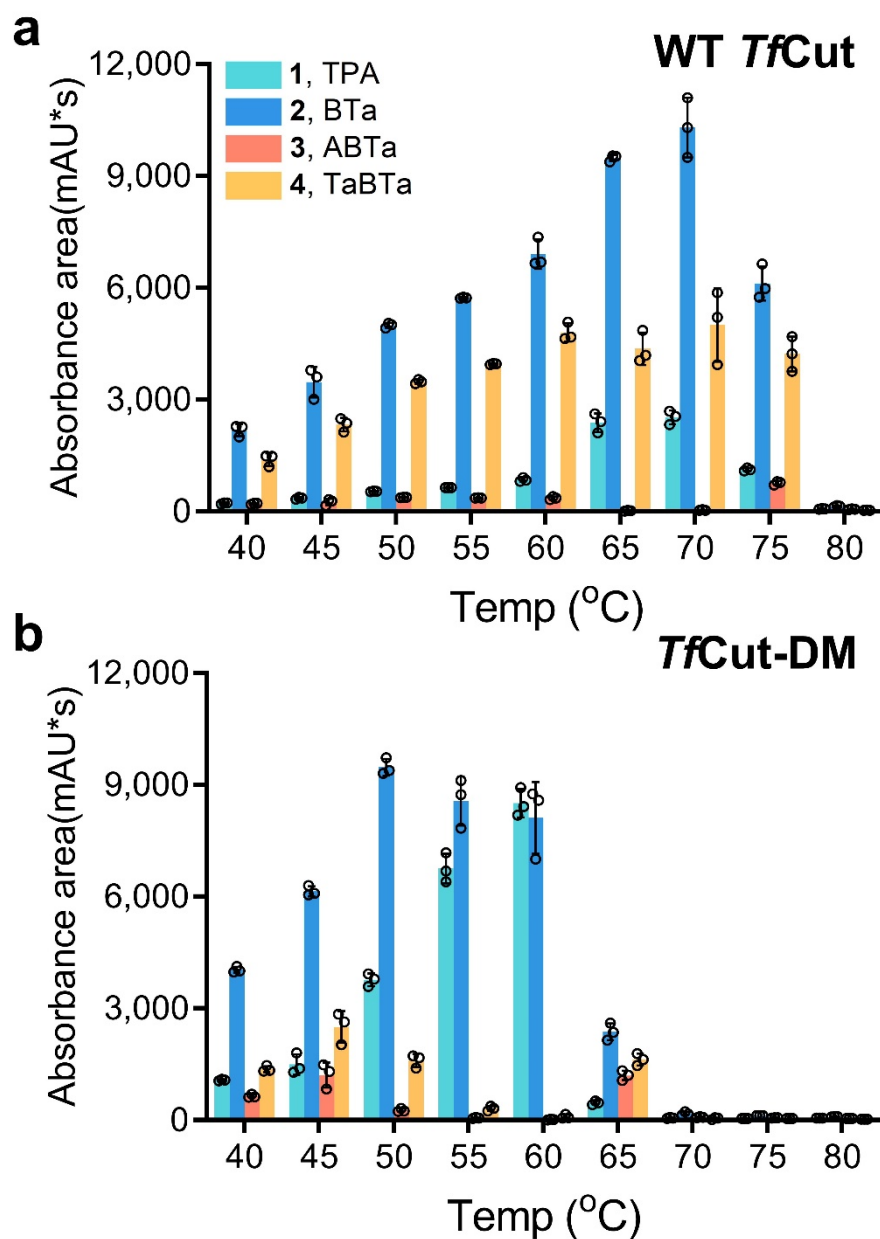 a
WT TfCut
12,000
9,000
6,000
3,000
0
Absorbance area(mAU*s)
1, TPA
2, BTa
3, ABTa
4, TaBTa
40 45 50 55 60 65 70 75 80
Temp (°C)
b
TfCut-DM
12,000
9,000
6,000
3,000
0
Absorbance area(mAU*s)
40 45 50 55 60 65 70 75 80
Temp (°C)